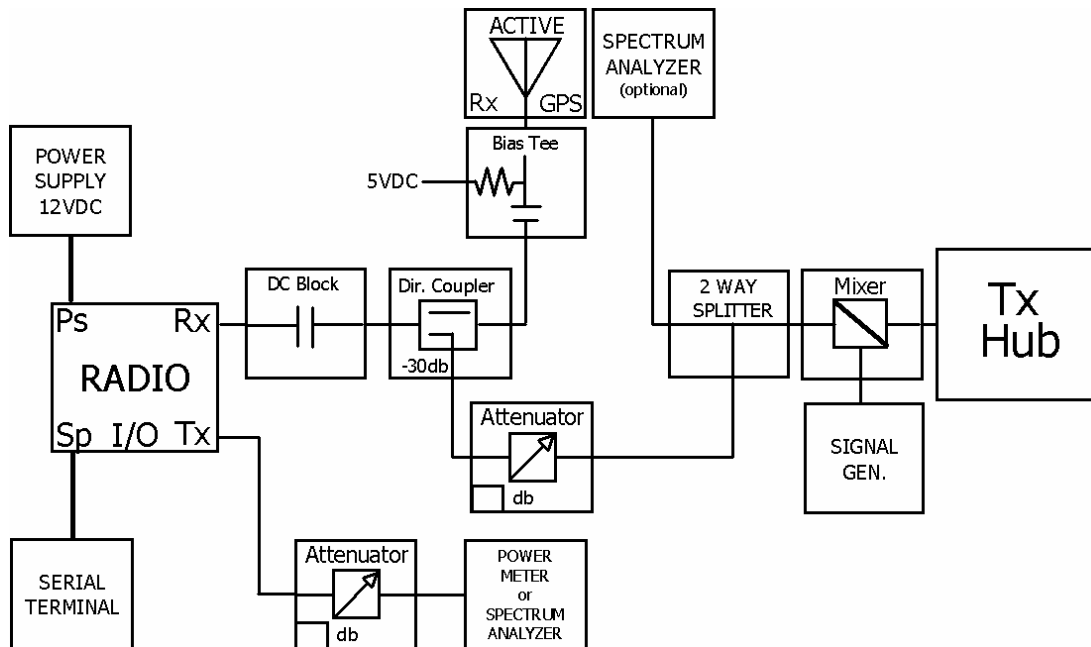 ACTIVE
Rx GPS
SPECTRUM
ANALYZER
(optional)
Bias Tee
5VDC
POWER
SUPPLY
12VDC
DC Block
Dir. Coupler
-30db
2 WAY
SPLITTER
Mixer
Tx
Hub
Ps Rx
RADIO
Sp I/O Tx
Attenuator
db
SIGNAL
GEN.
SERIAL
TERMINAL
Attenuator
db
POWER
METER
or
SPECTRUM
ANALYZER